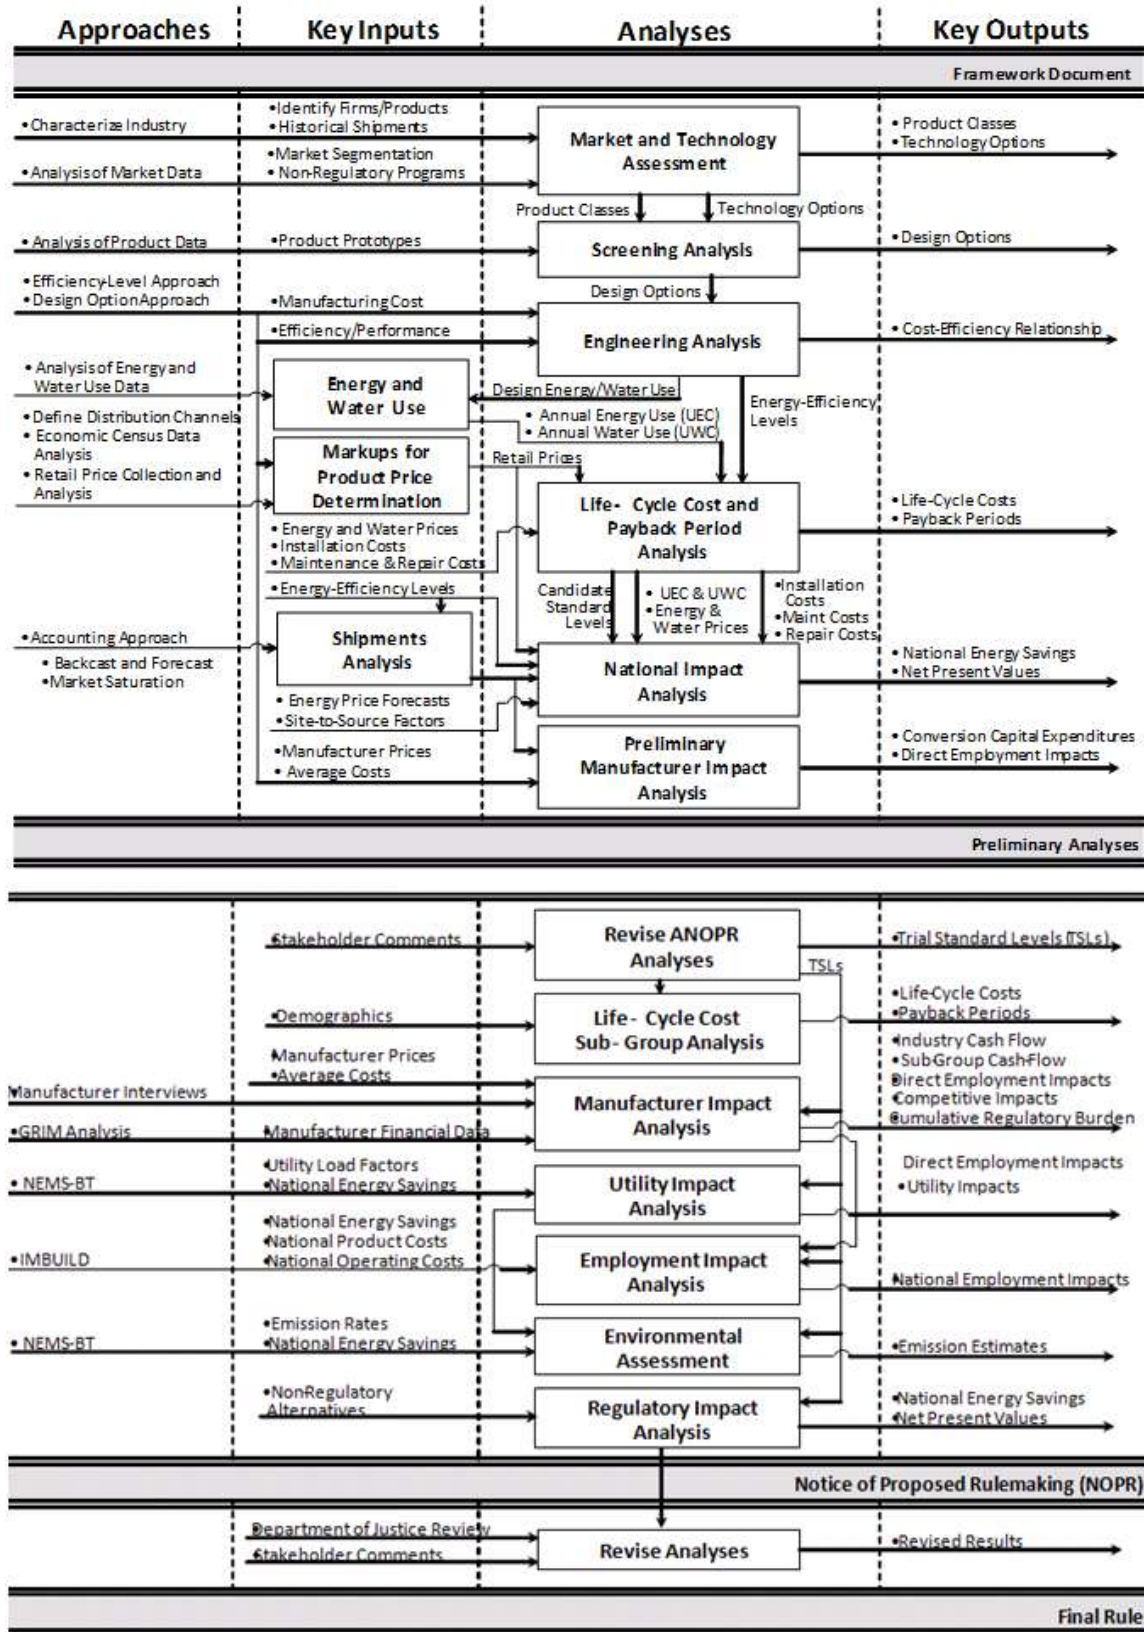 Approaches
Key Inputs
Analyses
Key Outputs
Framework Document
•Characterize Industry
•Identify Firms/Products
•Historical Shipments
Market and Technology
Assessment
• Product Classes
•Technology Options
•Analysis of Market Data
•Market Segmentation
•Non-Regulatory Programs
Product Classes
Technology Options
• Analysis of Product Data
•Product Prototypes
Screening Analysis
•Design Options
Design Options
•Efficiency-Level Approach
•Design Option Approach
•Manufacturing Cost
•Efficiency/Performance
Engineering Analysis
•Cost-Efficiency Relationship
• Analysis of Energy and
Water Use Data
Energy and
Water Use
Design Energy/Water Use
• Annual Energy Use (UEC)
• Annual Water Use (UWC)
Energy-Efficiency
Levels
•Define Distribution Channels
• Economic Census Data
Analysis
• Retail Price Collection and
Analysis
Markups for
Product Price
Determination
Retail Prices
• Energy and Water Prices
•Installation Costs
•Maintenance & Repair Costs
Life- Cycle Cost and
Payback Period
Analysis
•Life-Cycle Costs
• Payback Periods
•Energy-Efficiency Levels
Candidate
Standard
Levels
• UEC & UWC
•Energy &
Water Prices
•Installation
Costs
• Maint Costs
• Repair Costs
•Accounting Approach
• Backcast and Forecast
•Market Saturation
Shipments
Analysis
National Impact
Analysis
•National Energy Savings
•Net Present Values
• Energy Price Forecasts
•Site-to-Source Factors
•Manufacturer Prices
• Average Costs
Preliminary
Manufacturer Impact
Analysis
• Conversion Capital Expenditures
• Direct Employment Impacts
Preliminary Analyses
•Stakeholder Comments
Revise ANOPR
Analyses
•Trial Standard Levels (TSLs)
TSLs
•Demographics
Life - Cycle Cost
Sub- Group Analysis
•Life-Cycle Costs
•Payback Periods
•Manufacturer Prices
•Average Costs
•Industry Cash Flow
• Sub-Group Cash-Flow
•Direct Employment Impacts
•Competitive Impacts
•Cumulative Regulatory Burden
•Manufacturer Interviews
Manufacturer Impact
Analysis
•GRIM Analysis
•Manufacturer Financial Data
• NEMS-BT
•Utility Load Factors
•National Energy Savings
Utility Impact
Analysis
Direct Employment Impacts
• Utility Impacts
•IMBUILD
•National Energy Savings
•National Product Costs
•National Operating Costs
Employment Impact
Analysis
•National Employment Impacts
• NEMS-BT
•Emission Rates
•National Energy Savings
Environmental
Assessment
•Emission Estimates
•Non-Regulatory
Alternatives
Regulatory Impact
Analysis
•National Energy Savings
•Net Present Values
Notice of Proposed Rulemaking (NOPR)
•Department of Justice Review
•Stakeholder Comments
Revise Analyses
•Revised Results
Final Rule